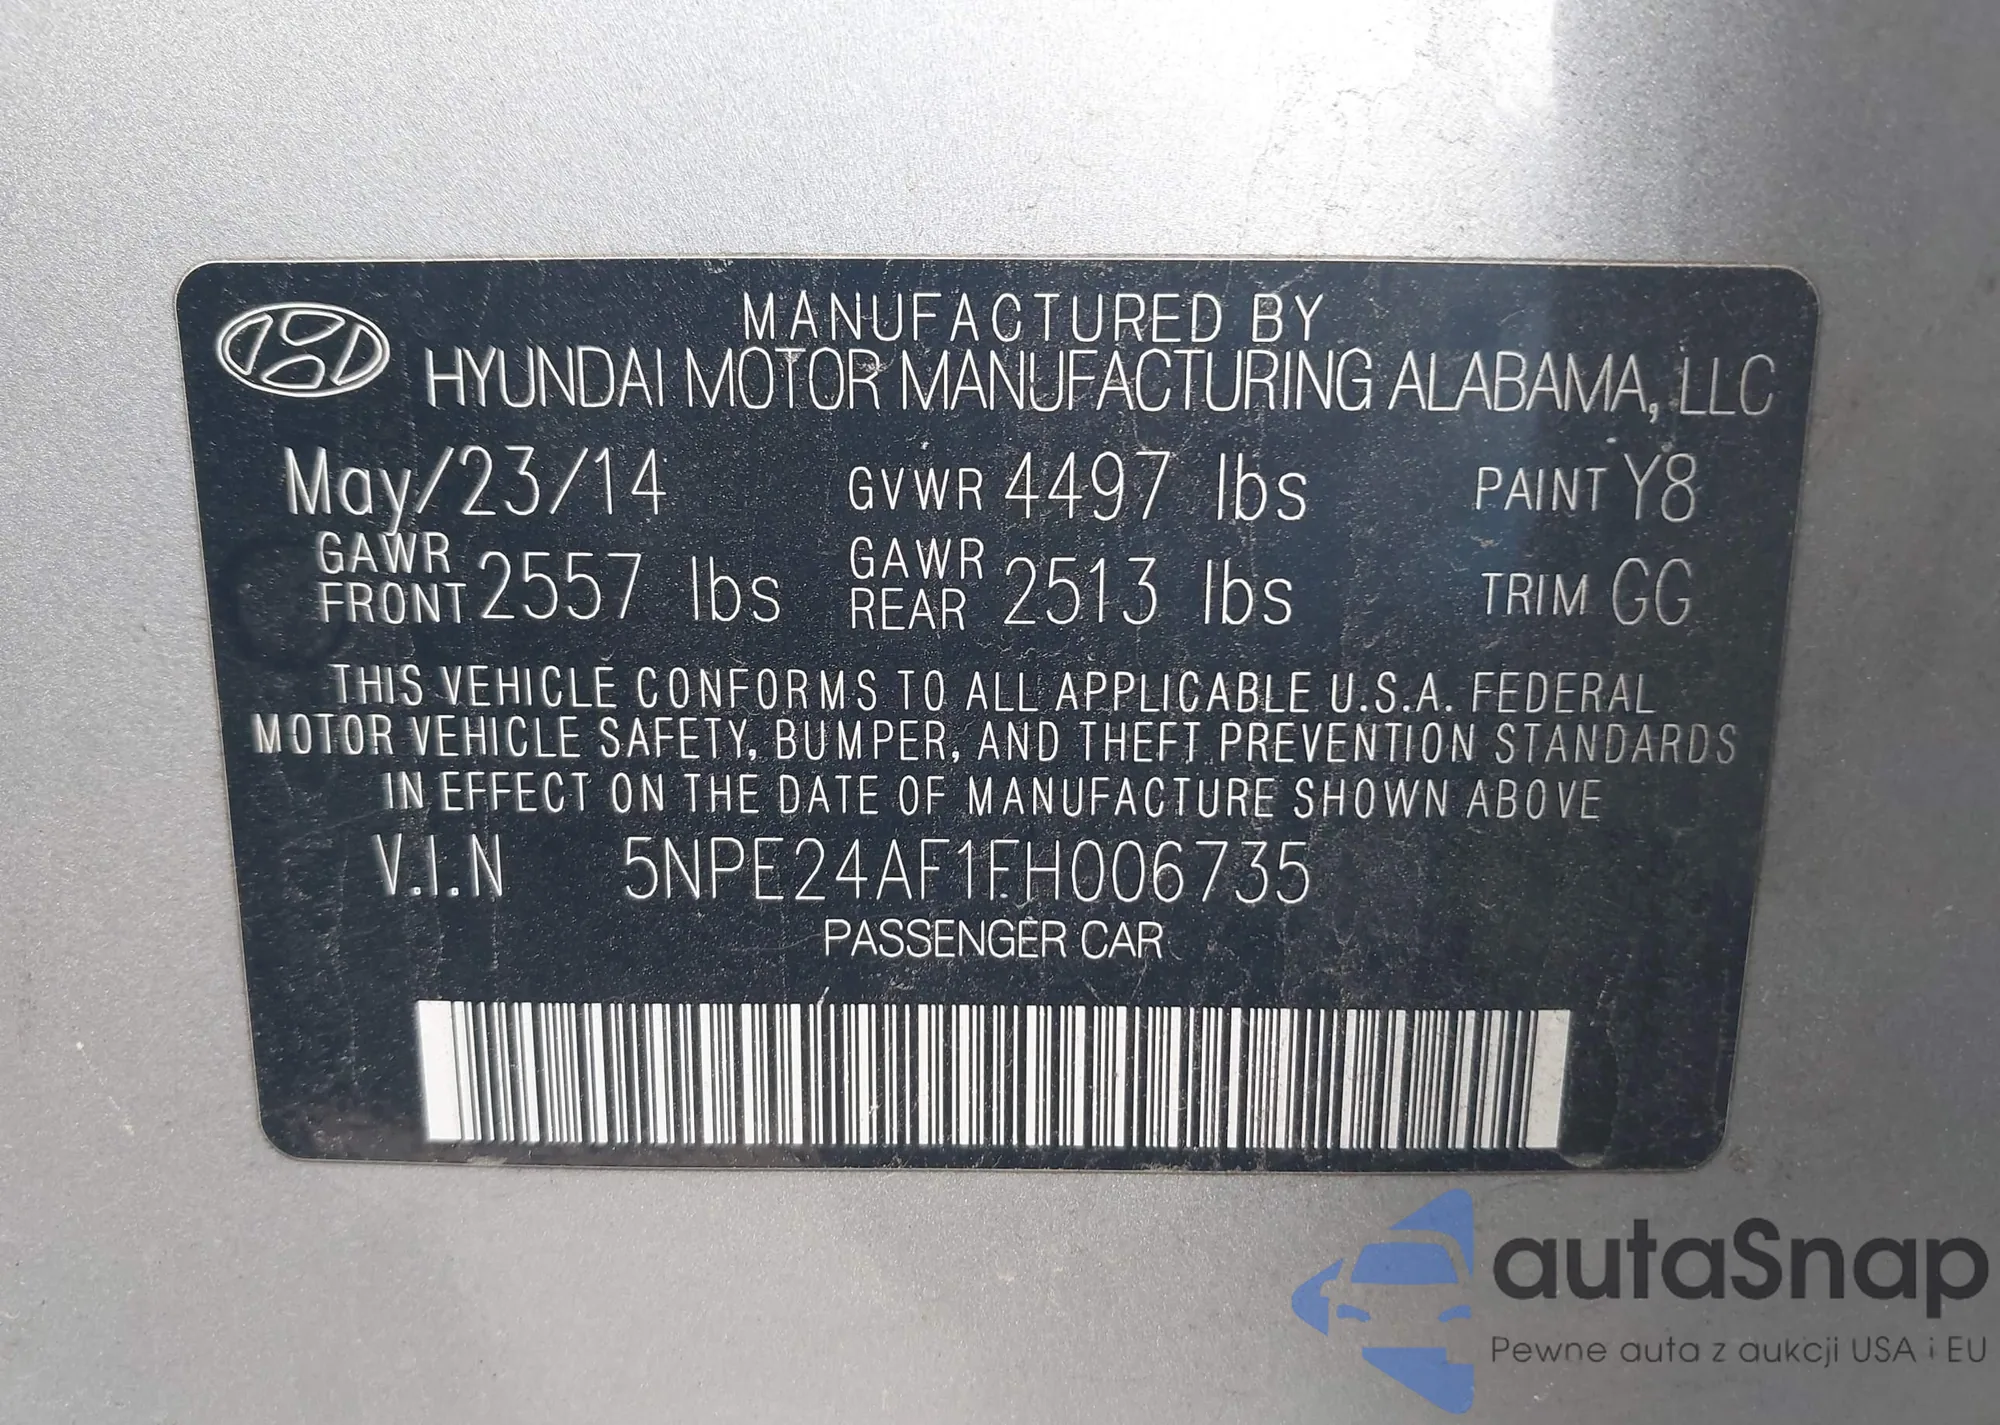 MANUFACTURED BY
HYUNDAI MOTOR MANUFACTURING ALABAMA, LLC
May/23/14 GVWR 4497 lbs PAINT Y8
GAWR FRONT 2557 lbs GAWR REAR 2513 lbs TRIM GG
THIS VEHICLE CONFORMS TO ALL APPLICABLE U.S.A. FEDERAL
MOTOR VEHICLE SAFETY, BUMPER, AND THEFT PREVENTION STANDARDS
IN EFFECT ON THE DATE OF MANUFACTURE SHOWN ABOVE
V.I.N 5NPE24AF1FH006735
PASSENGER CAR
autaSnap
Pewne auta z aukcji USA i EU